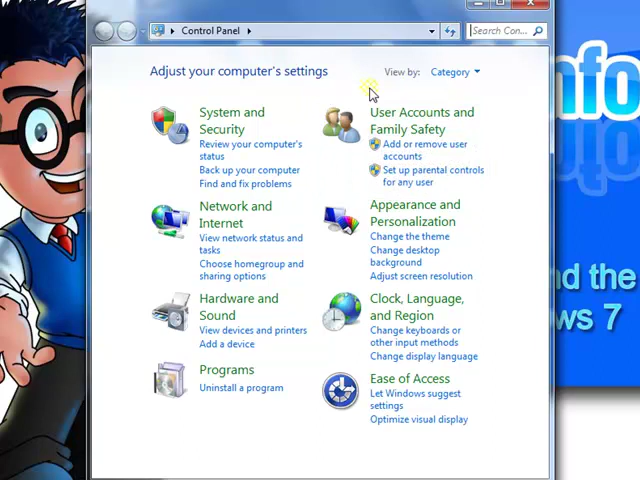 Control Panel
Search Con...
Adjust your computer's settings
View by: Category
System and
Security
Review your computer's
status
Back up your computer
Find and fix problems
Network and
Internet
View network status and
tasks
Choose homegroup and
sharing options
Hardware and
Sound
View devices and printers
Add a device
Programs
Uninstall a program
User Accounts and
Family Safety
Add or remove user
accounts
Set up parental controls
for any user
Appearance and
Personalization
Change the theme
Change desktop
background
Adjust screen resolution
Clock, Language,
and Region
Change keyboards or
other input methods
Change display language
Ease of Access
Let Windows suggest
settings
Optimize visual display
nfo
nd the
ws 7